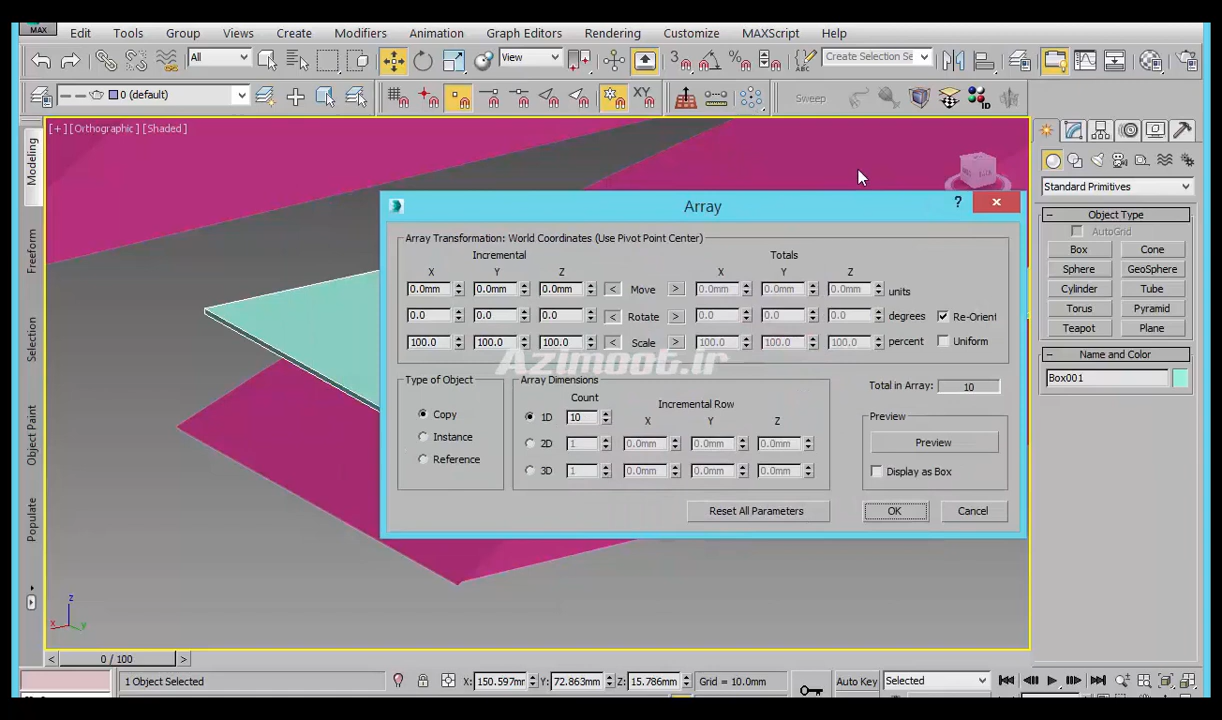 MAX Edit Tools Group Views Create Modifiers Animation Graph Editors Rendering Customize MAXScript Help
All View ABC Create Selection Se
0 (default) XY Sweep ID
[+] [Orthographic] [Shaded]
Modeling
Freeform
Selection
Object Paint
Populate
Standard Primitives
Object Type
AutoGrid
Box Cone
Sphere GeoSphere
Cylinder Tube
Torus Pyramid
Teapot Plane
Name and Color
Box001
Array
?
Array Transformation: World Coordinates (Use Pivot Point Center)
Incremental Totals
X Y Z X Y Z
0.0mm 0.0mm 0.0mm < Move > 0.0mm 0.0mm 0.0mm units
0.0 0.0 0.0 < Rotate > 0.0 0.0 0.0 degrees Re-Orient
100.0 100.0 100.0 < Scale > 100.0 100.0 100.0 percent Uniform
Azimoot.ir
Type of Object
Copy
Instance
Reference
Array Dimensions
Count
Incremental Row
X Y Z
1D 10
2D 1 0.0mm 0.0mm 0.0mm
3D 1 0.0mm 0.0mm 0.0mm
Total in Array: 10
Preview
Preview
Display as Box
Reset All Parameters OK Cancel
z
x y
< 0 / 100 >
1 Object Selected X: 150.597mr Y: 72.863mm Z: 15.786mm Grid = 10.0mm Auto Key Selected